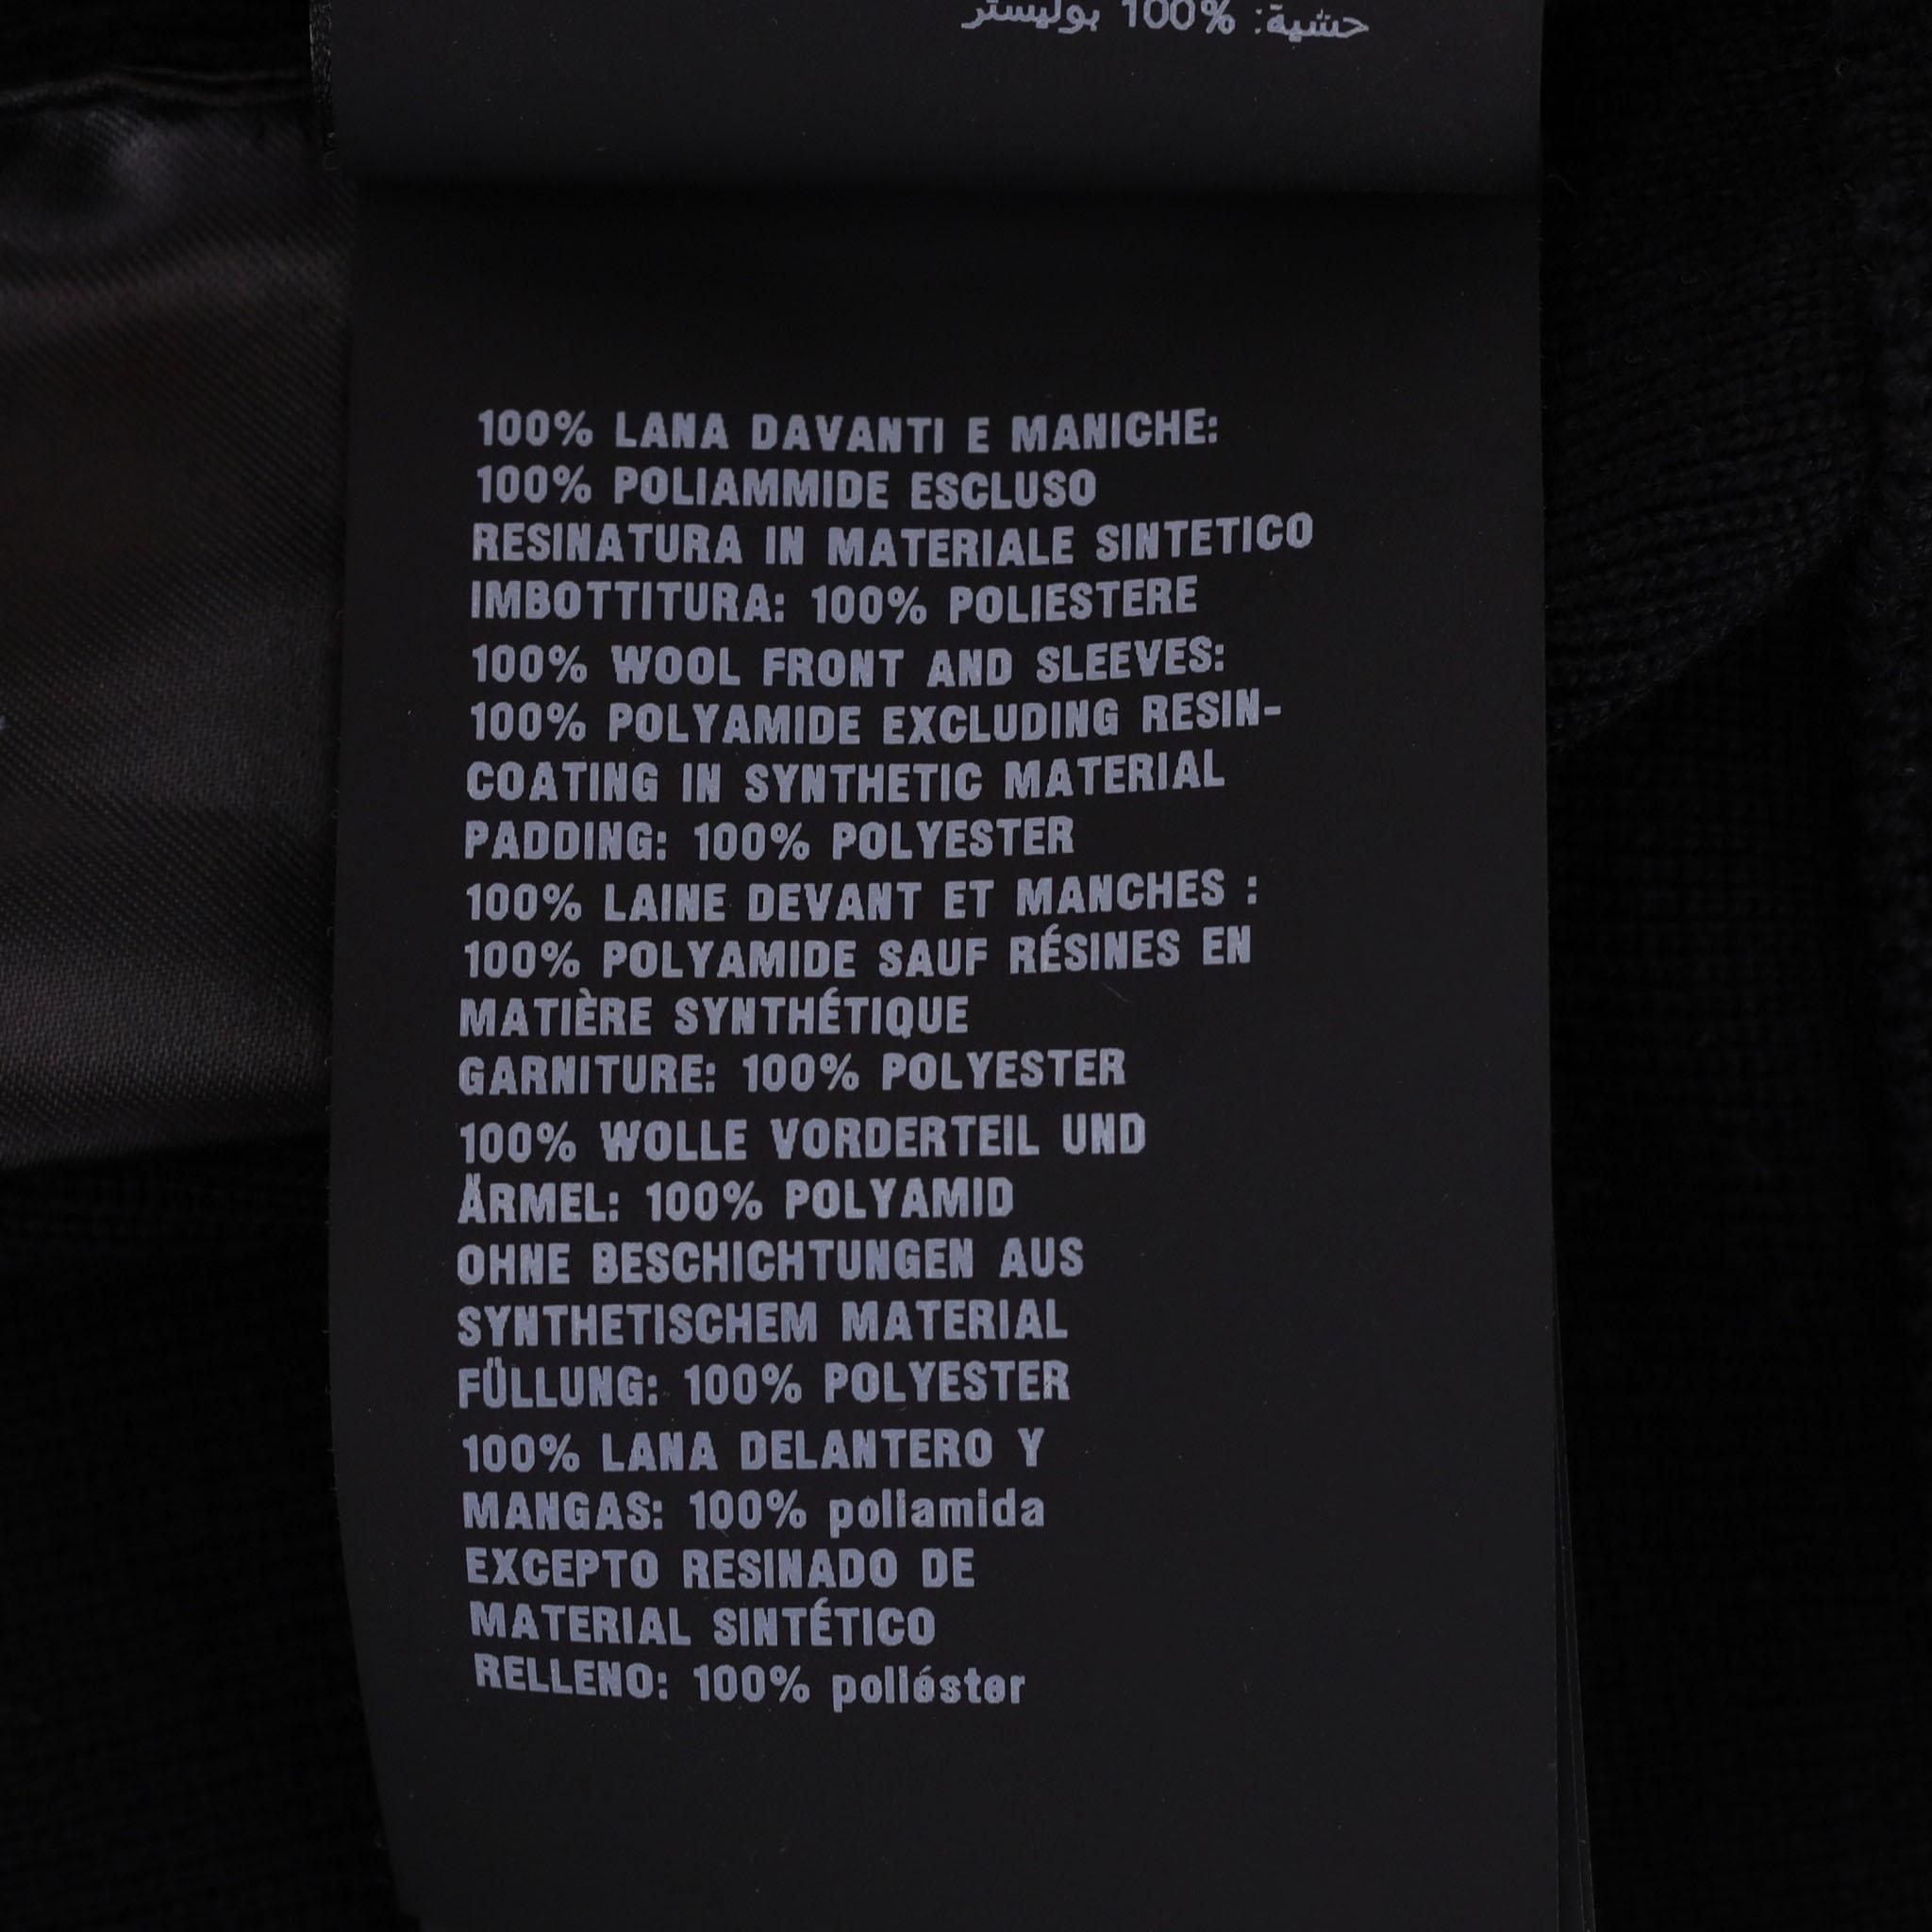 حشية: 100% بوليستر
100% LANA DAVANTI E MANICHE:
100% POLIAMMIDE ESCLUSO
RESINATURA IN MATERIALE SINTETICO
IMBOTTITURA: 100% POLIESTERE
100% WOOL FRONT AND SLEEVES:
100% POLYAMIDE EXCLUDING RESIN-
COATING IN SYNTHETIC MATERIAL
PADDING: 100% POLYESTER
100% LAINE DEVANT ET MANCHES :
100% POLYAMIDE SAUF RÉSINES EN
MATIÈRE SYNTHÉTIQUE
GARNITURE: 100% POLYESTER
100% WOLLE VORDERTEIL UND
ÄRMEL: 100% POLYAMID
OHNE BESCHICHTUNGEN AUS
SYNTHETISCHEM MATERIAL
FÜLLUNG: 100% POLYESTER
100% LANA DELANTERO Y
MANGAS: 100% poliamida
EXCEPTO RESINADO DE
MATERIAL SINTÉTICO
RELLENO: 100% poliéster